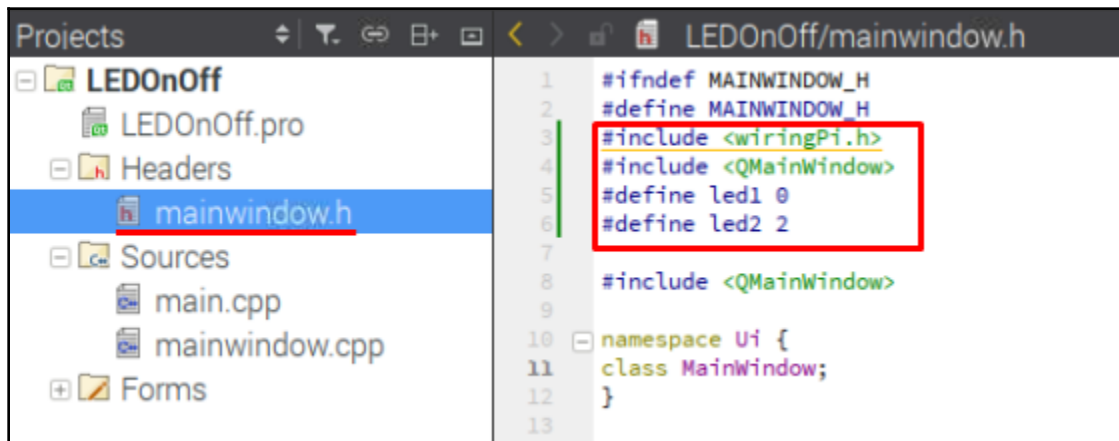 Projects
LEDOnOff
LEDOnOff.pro
Headers
mainwindow.h
Sources
main.cpp
mainwindow.cpp
Forms
LEDOnOff/mainwindow.h
1 #ifndef MAINWINDOW_H
2 #define MAINWINDOW_H
3 #include <wiringPi.h>
4 #include <QMainWindow>
5 #define led1 0
6 #define led2 2
7
8 #include <QMainWindow>
9
10 namespace Ui {
11 class MainWindow;
12 }
13